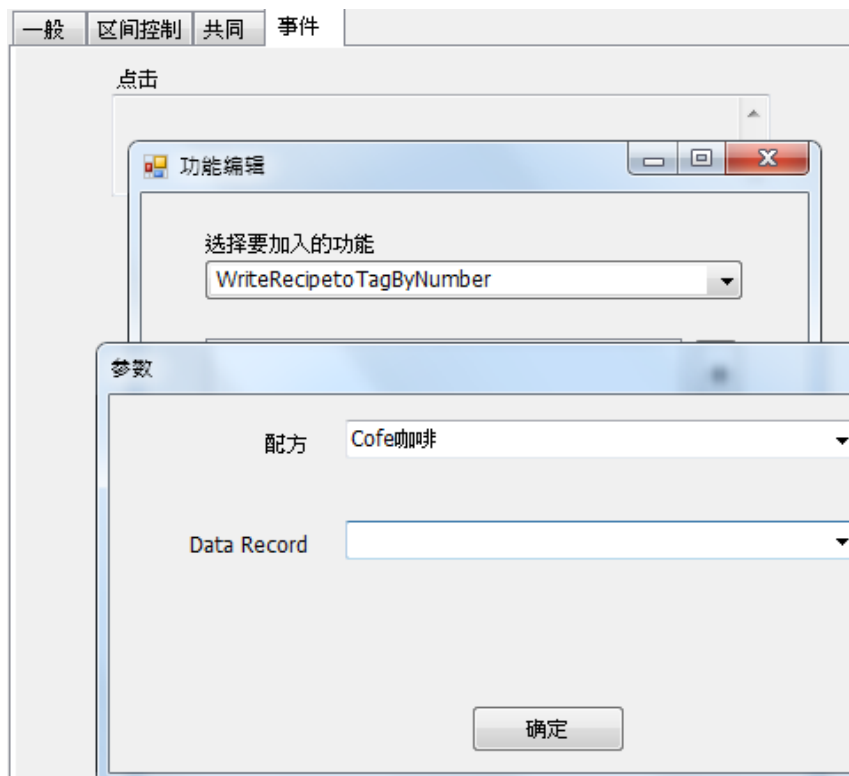 一般 区间控制 共同 事件
点击
功能编辑
选择要加入的功能
WriteRecipetoTagByNumber
参数
配方 Cofe咖啡
Data Record
确定